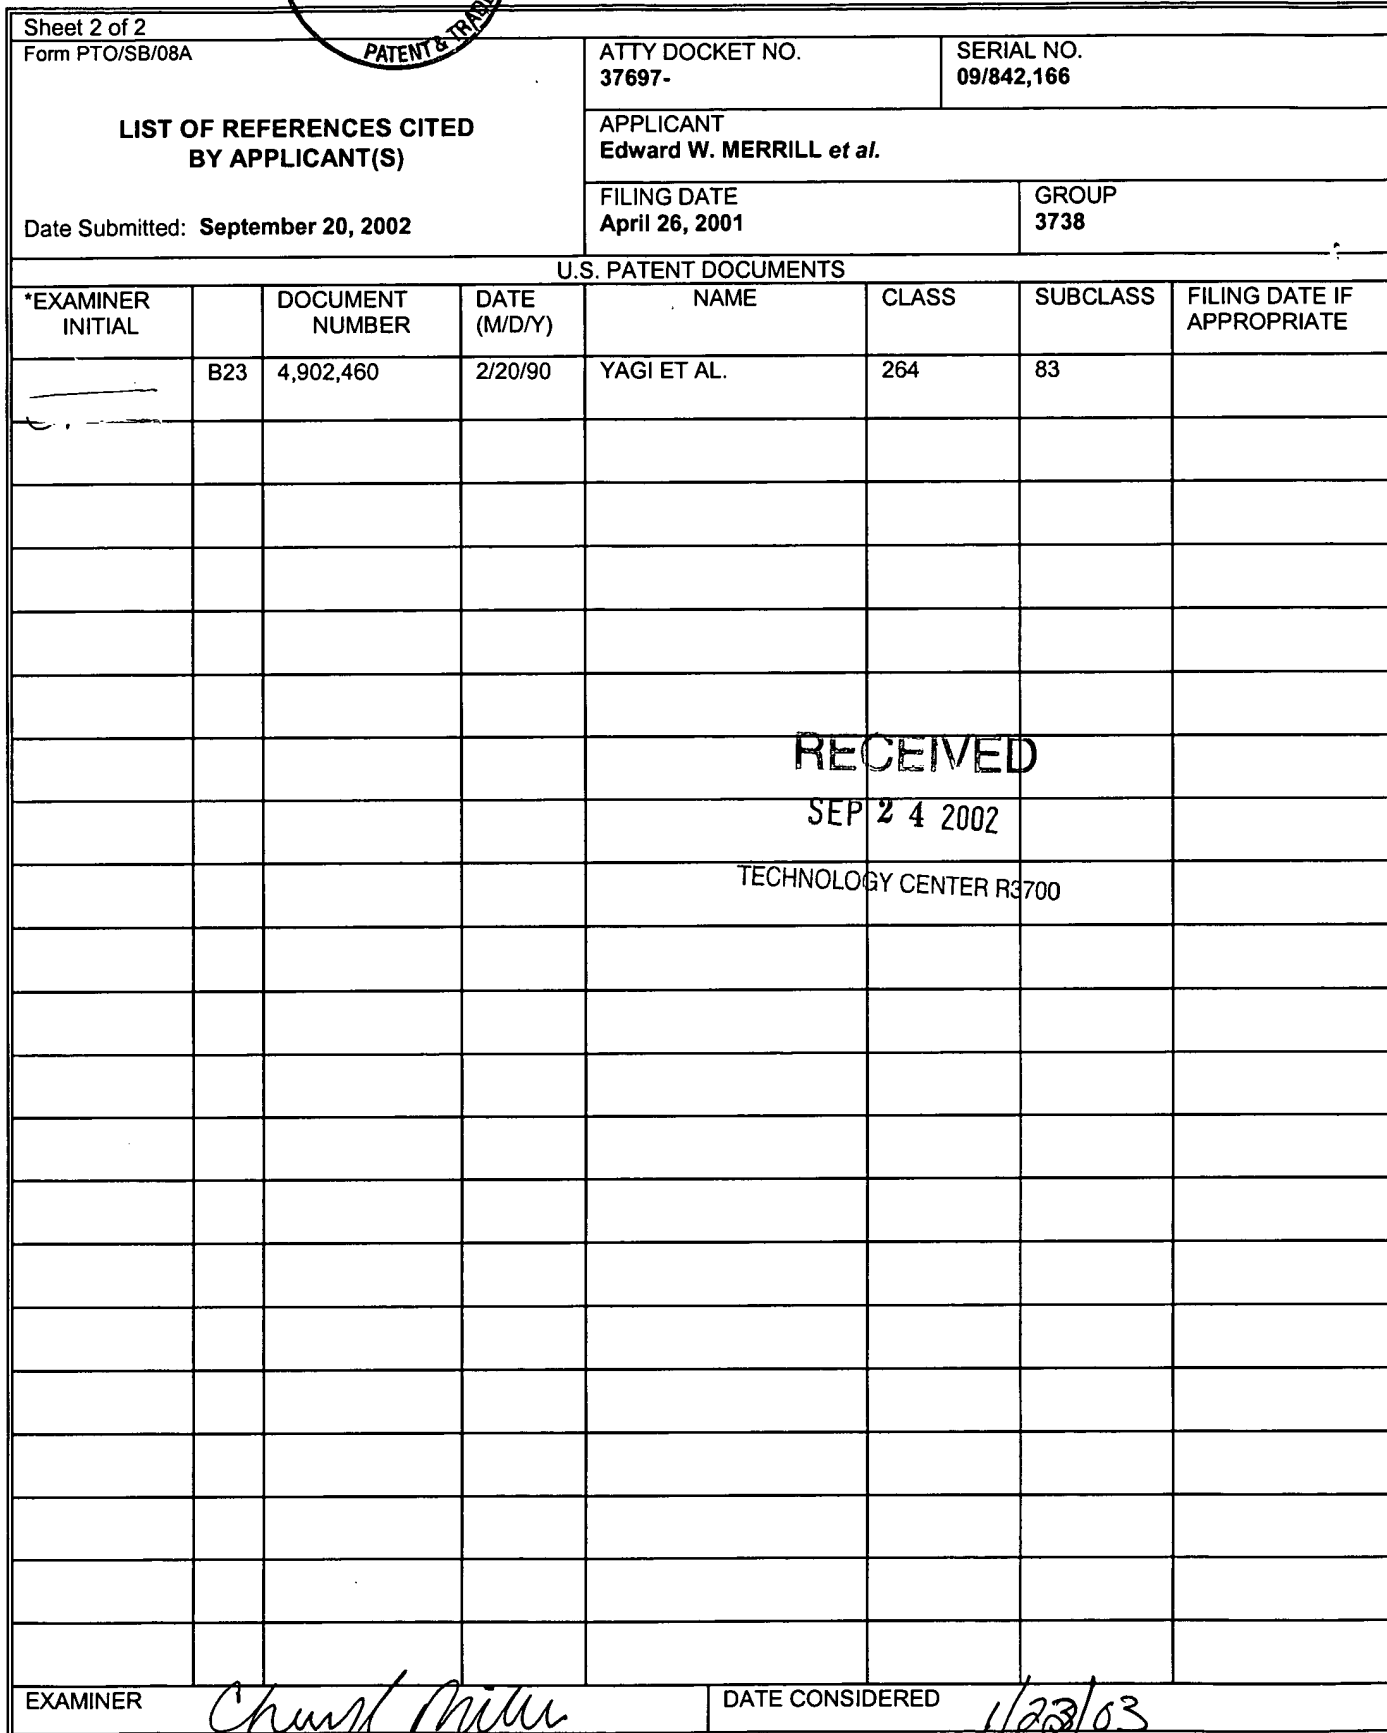 Sheet 2 of 2
Form PTO/SB/08A
PATENT &
LIST OF REFERENCES CITED
BY APPLICANT(S)
Date Submitted: September 20, 2002
ATTY DOCKET NO.
37697-
SERIAL NO.
09/842,166
APPLICANT
Edward W. MERRILL et al.
FILING DATE
April 26, 2001
GROUP
3738
U.S. PATENT DOCUMENTS
*EXAMINER
INITIAL
DOCUMENT
NUMBER
DATE
(M/D/Y)
NAME
CLASS
SUBCLASS
FILING DATE IF
APPROPRIATE
B23 4,902,460 2/20/90 YAGI ET AL. 264 83
RECEIVED
SEP 24 2002
TECHNOLOGY CENTER R3700
EXAMINER Cheryl Miller DATE CONSIDERED 1/23/03